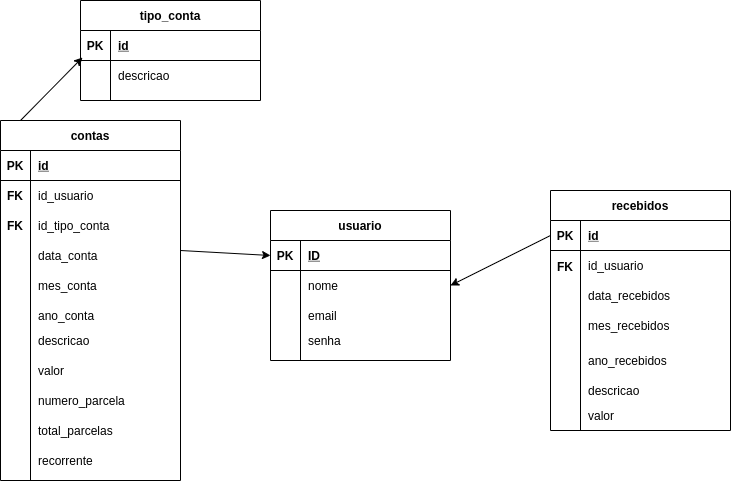 tipo_conta
PK id
descricao
contas
PK id
FK id_usuario
FK id_tipo_conta
data_conta
mes_conta
ano_conta
descricao
valor
numero_parcela
total_parcelas
recorrente
usuario
PK ID
nome
email
senha
recebidos
PK id
FK id_usuario
data_recebidos
mes_recebidos
ano_recebidos
descricao
valor